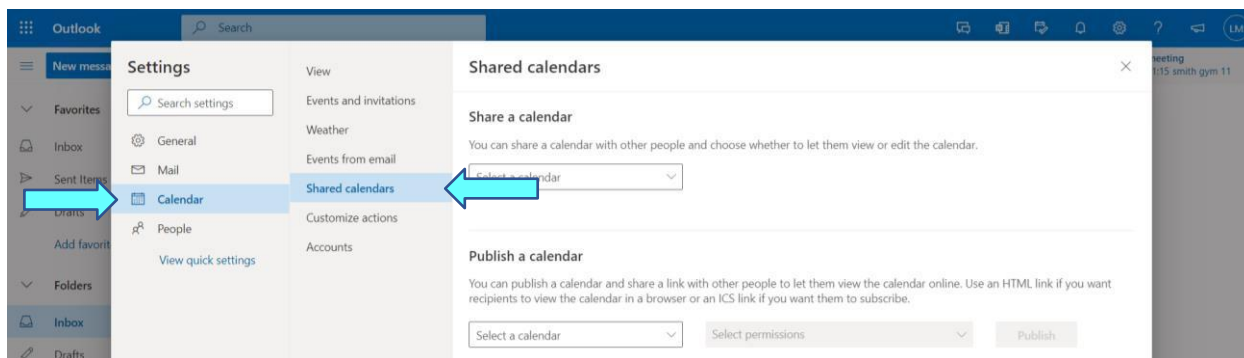 Outlook
Search
New messa
Favorites
Inbox
Sent Items
Drafts
Add favorit
Folders
Inbox
Drafts
Settings
Search settings
General
Mail
Calendar
People
View quick settings
View
Events and invitations
Weather
Events from email
Shared calendars
Customize actions
Accounts
Shared calendars
Share a calendar
You can share a calendar with other people and choose whether to let them view or edit the calendar.
Select a calendar
Publish a calendar
You can publish a calendar and share a link with other people to let them view the calendar online. Use an HTML link if you want
recipients to view the calendar in a browser or an ICS link if you want them to subscribe.
Select a calendar
Select permissions
Publish
LM
neeting
1:15 smith gym 11